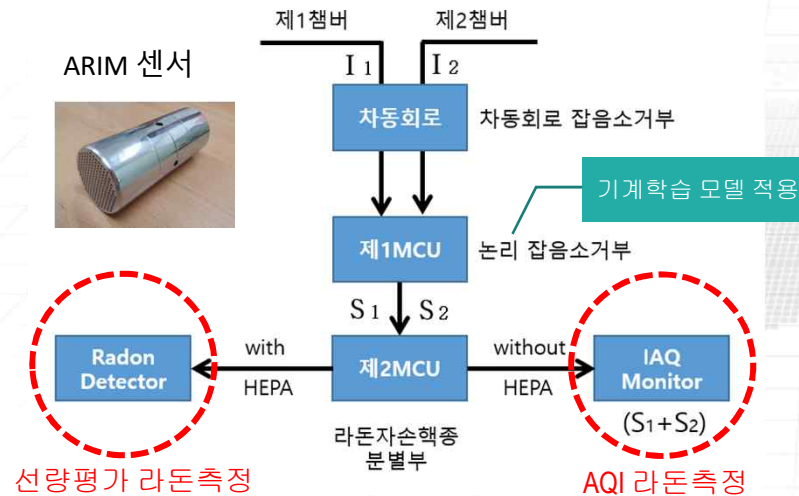 제1챔버
제2챔버
ARIM 센서
I 1
I 2
차동회로
차동회로 잡음소거부
기계학습 모델 적용
제1MCU
논리 잡음소거부
S 1
S 2
Radon
Detector
with
HEPA
제2MCU
without
HEPA
IAQ
Monitor
(S1+S2)
라돈자손핵종
분별부
선량평가 라돈측정
AQI 라돈측정